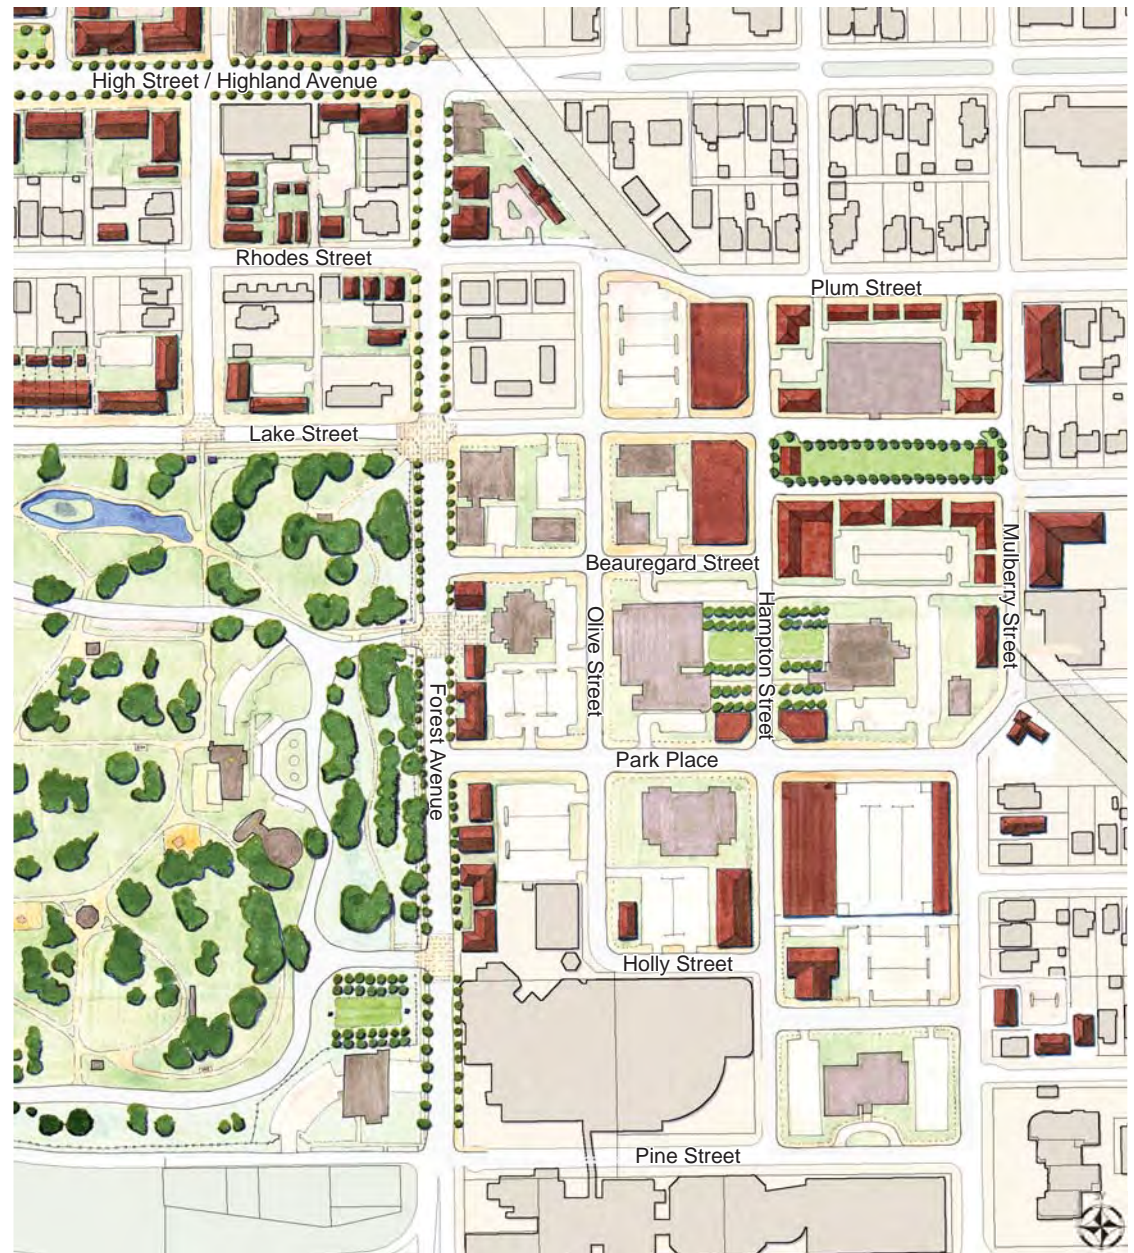 High Street / Highland Avenue
Rhodes Street
Plum Street
Lake Street
Beauregard Street
Mulberry Street
Hampton Street
Olive Street
Forest Avenue
Park Place
Holly Street
Pine Street